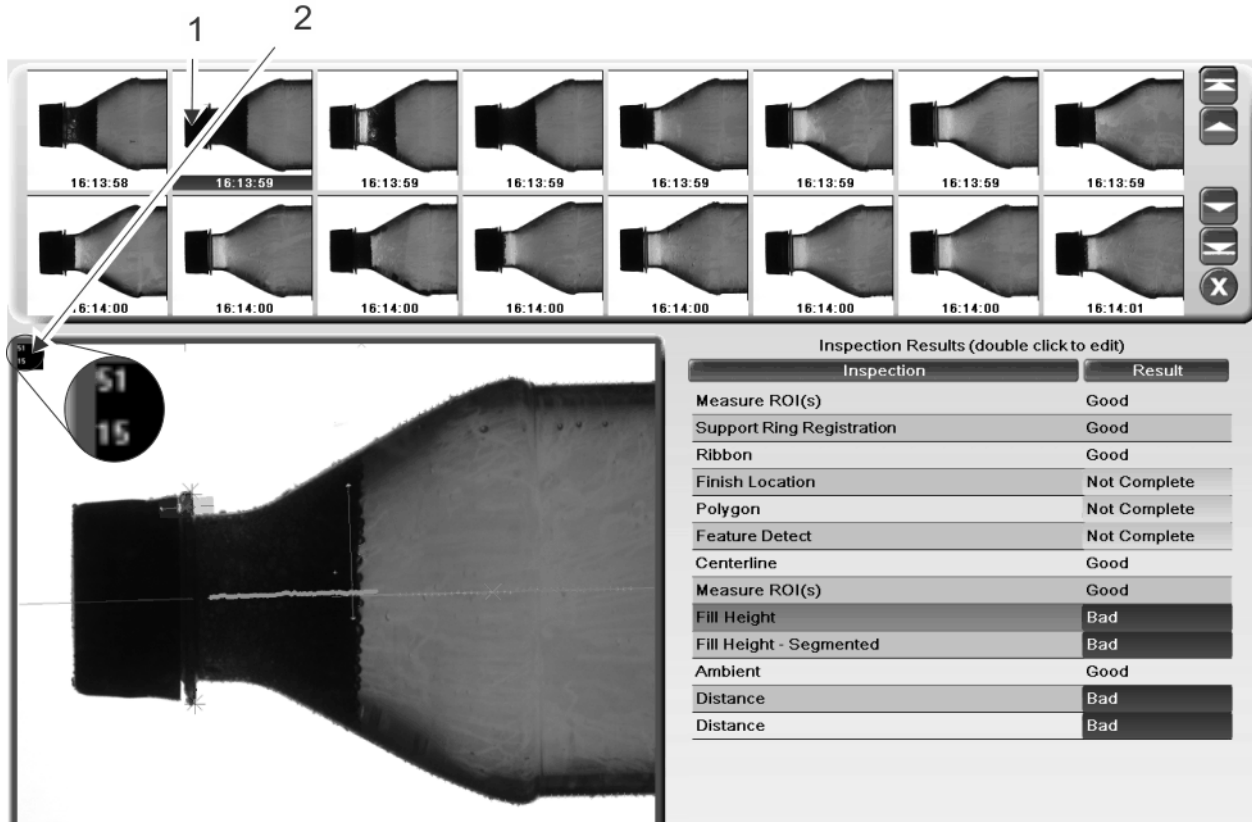 1 2
16:13:58 16:13:59 16:13:59 16:13:59 16:13:59 16:13:59 16:13:59 16:13:59
X
16:14:00 16:14:00 16:14:00 16:14:00 16:14:00 16:14:00 16:14:00 16:14:01
51
15
51
15
Inspection Results (double click to edit)
Inspection Result
Measure ROI(s) Good
Support Ring Registration Good
Ribbon Good
Finish Location Not Complete
Polygon Not Complete
Feature Detect Not Complete
Centerline Good
Measure ROI(s) Good
Fill Height Bad
Fill Height - Segmented Bad
Ambient Good
Distance Bad
Distance Bad